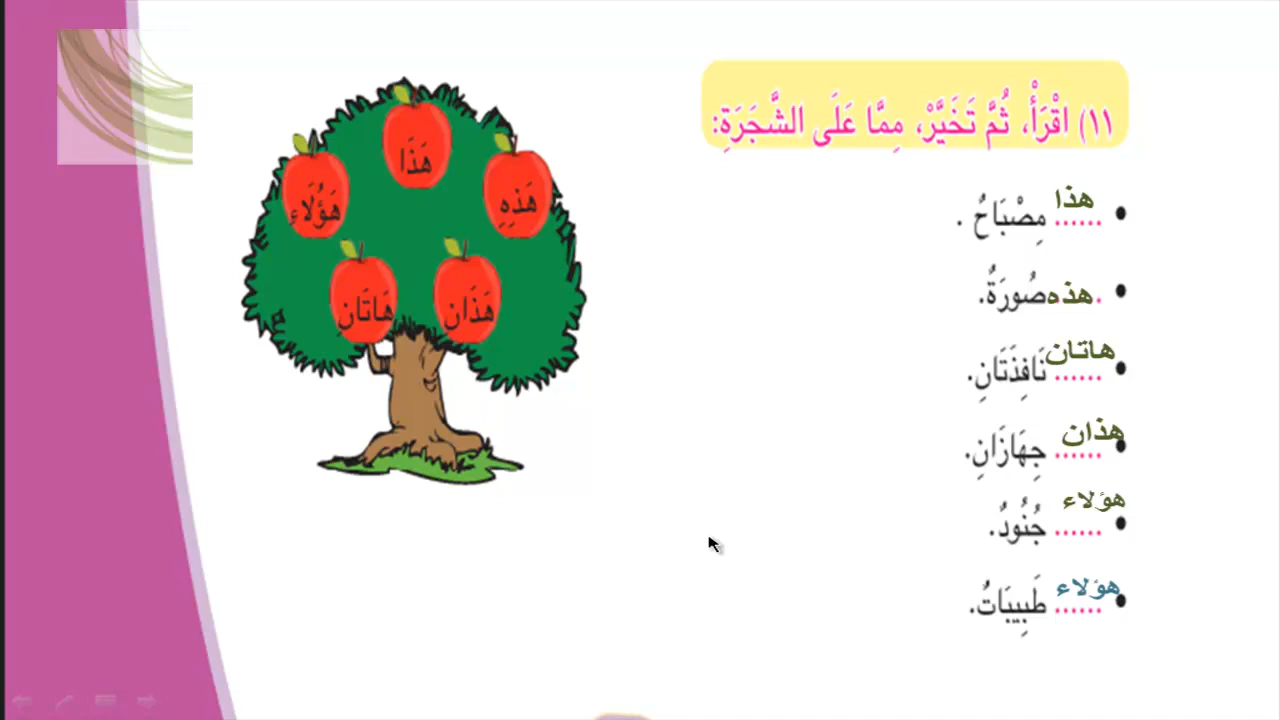 ١١) اقْرَأْ، ثُمَّ تَخَيَّرْ، مِمَّا عَلَى الشَّجَرَةِ:
هَذَا
هَذِهِ
هَؤُلَاءِ
هَذَانِ
هَاتَانِ
• هذا ...... مِصْبَاحُ .
• هذه. صُورَةٌ.
• هاتان ...... نَافِذَتَانِ.
• هذان ...... جِهَازَانِ.
• هؤلاء ...... جُنُودٌ.
• هؤلاء ...... طَبِيبَاتُ.